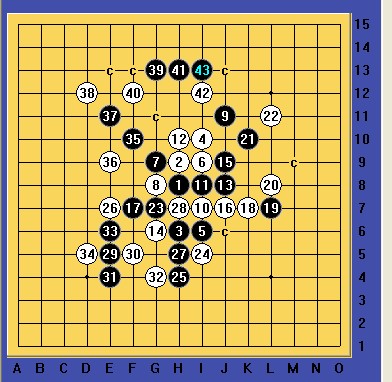 15
14
c c 39 41 43 c 13
38 40 42 12
37 c 9 22 11
35 12 4 21 10
36 7 2 6 15 c 9
8 1 11 13 20 8
26 17 23 28 10 16 18 19 7
33 14 3 5 c 6
34 29 30 27 24 5
31 32 25 4
3
2
1
A B C D E F G H I J K L M N O